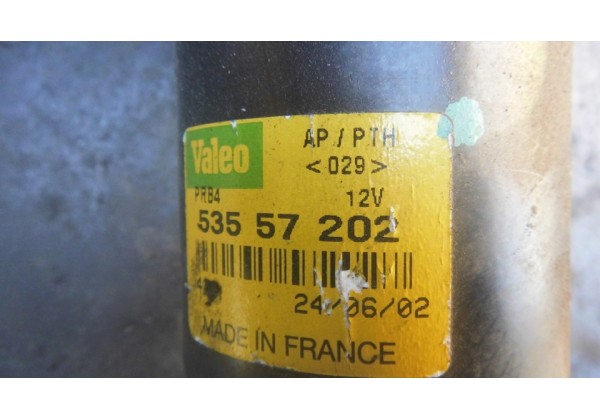 Valeo
AP/PTH
<029>
PRB4
12V
535 57 202
24/06/02
MADE IN FRANCE